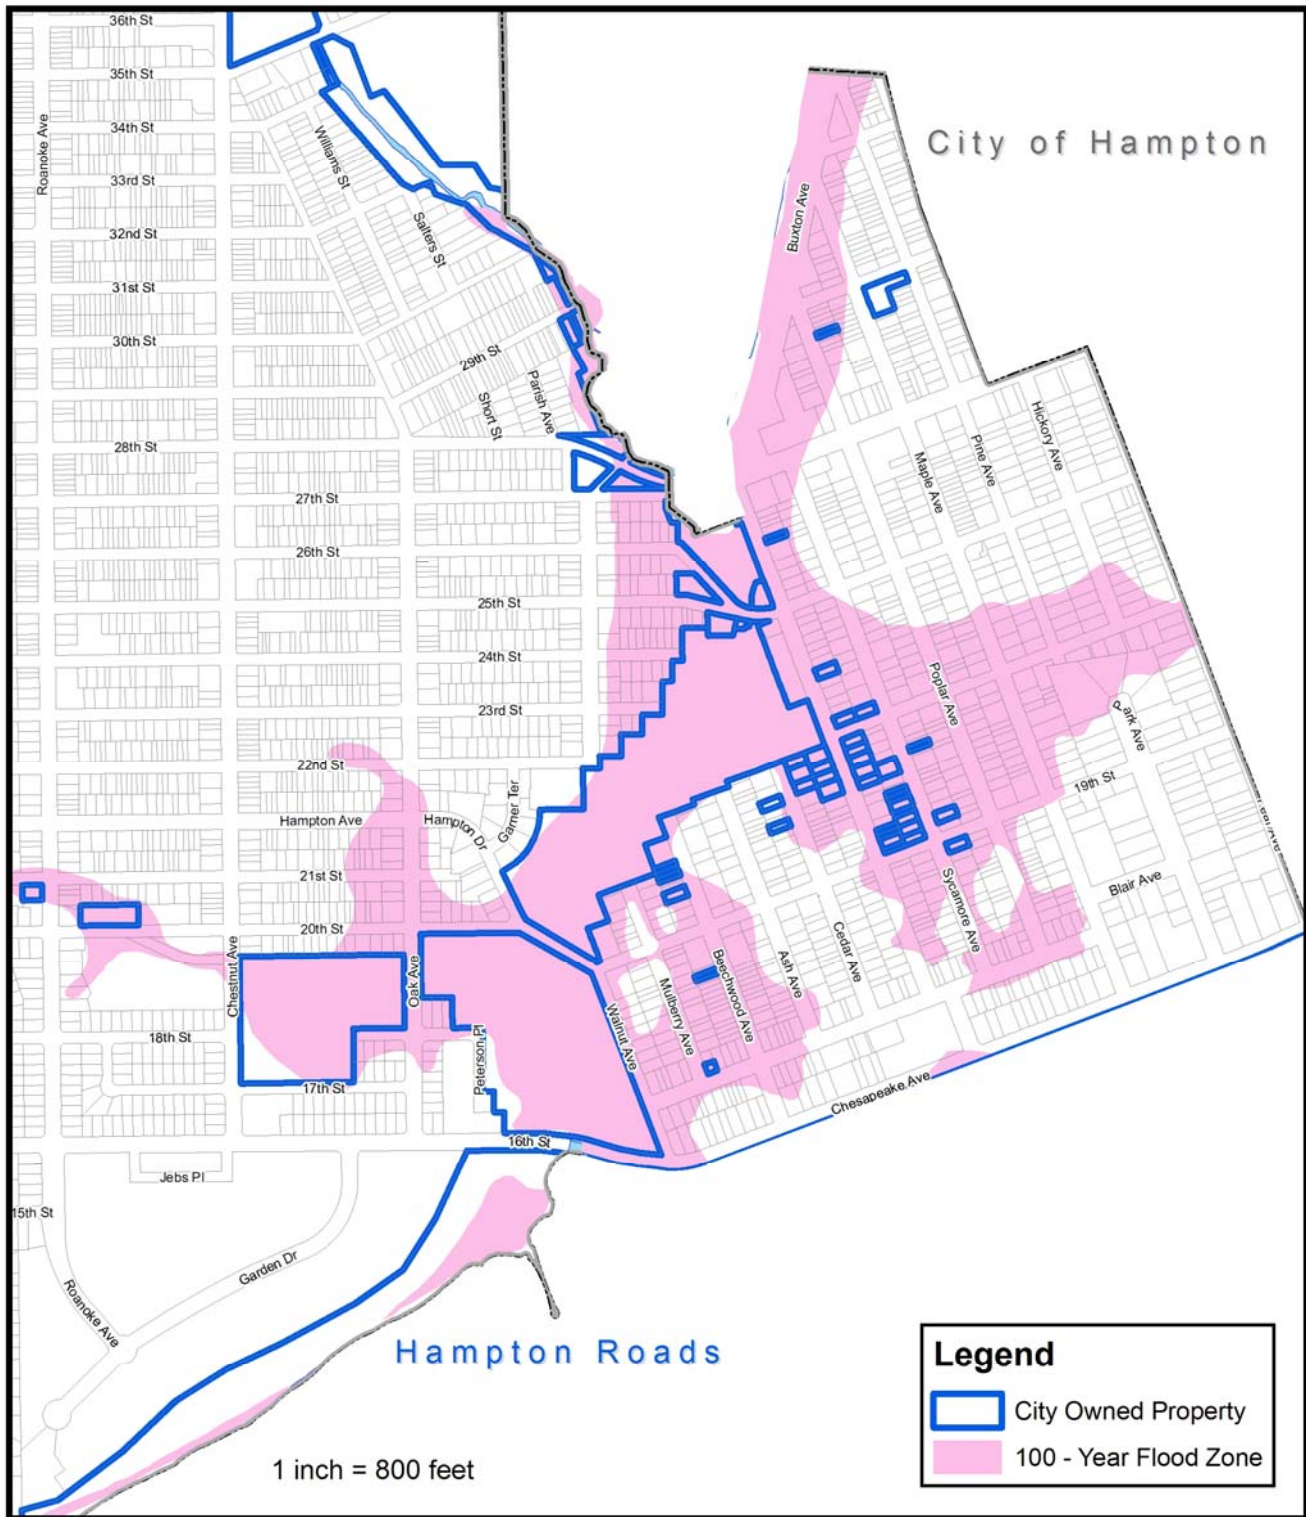 36th St
35th St
Roanoke Ave
34th St
City of Hampton
Williams St
33rd St
Buxton Ave
32nd St
Salters St
31st St
30th St
29th St
Parish Ave
Short St
Hickory Ave
28th St
Pine Ave
Maple Ave
27th St
26th St
25th St
24th St
Poplar Ave
23rd St
Park Ave
22nd St
19th St
Garner Ter
Hampton Ave
Hampton Dr
21st St
Blair Ave
Sycamore Ave
20th St
Cedar Ave
Chestnut Ave
Oak Ave
Ash Ave
Beechwood Ave
Mulberry Ave
Walnut Ave
18th St
Peterson Pl
17th St
Chesapeake Ave
16th St
Jebs Pl
15th St
Garden Dr
Roanoke Ave
Hampton Roads
Legend
City Owned Property
100 - Year Flood Zone
1 inch = 800 feet